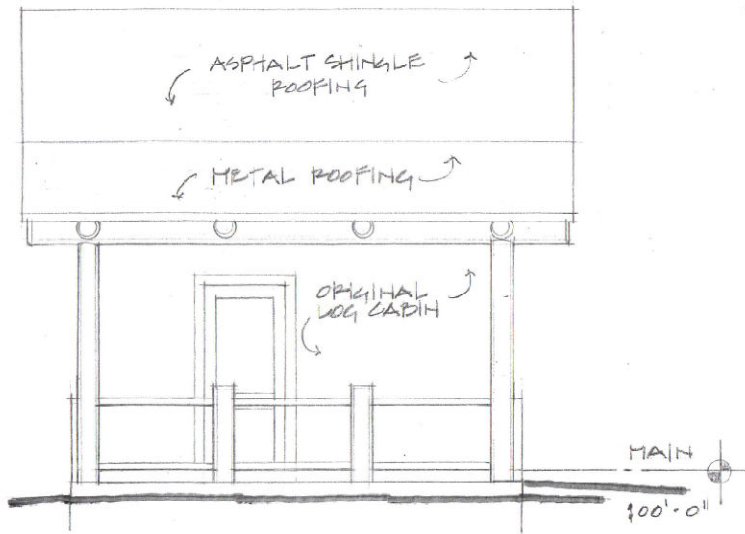 ASPHALT SHINGLE
ROOFING
METAL ROOFING
ORIGINAL
LOG CABIN
MAIN
100'-0"